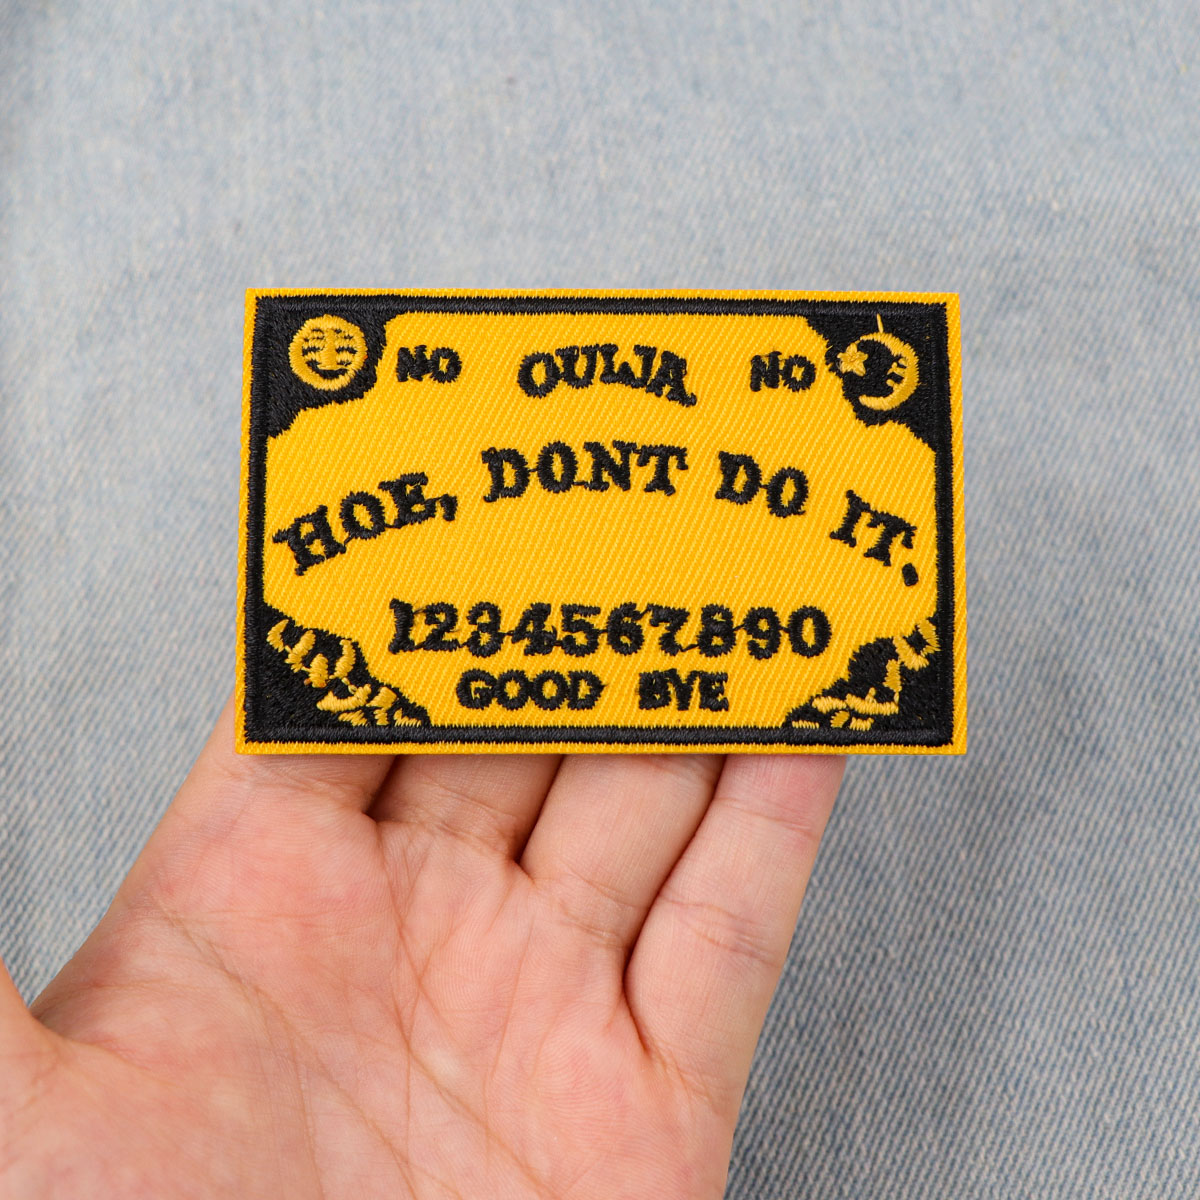 NO OUIJA NO
HOE, DONT DO IT.
1234567890
GOOD BYE